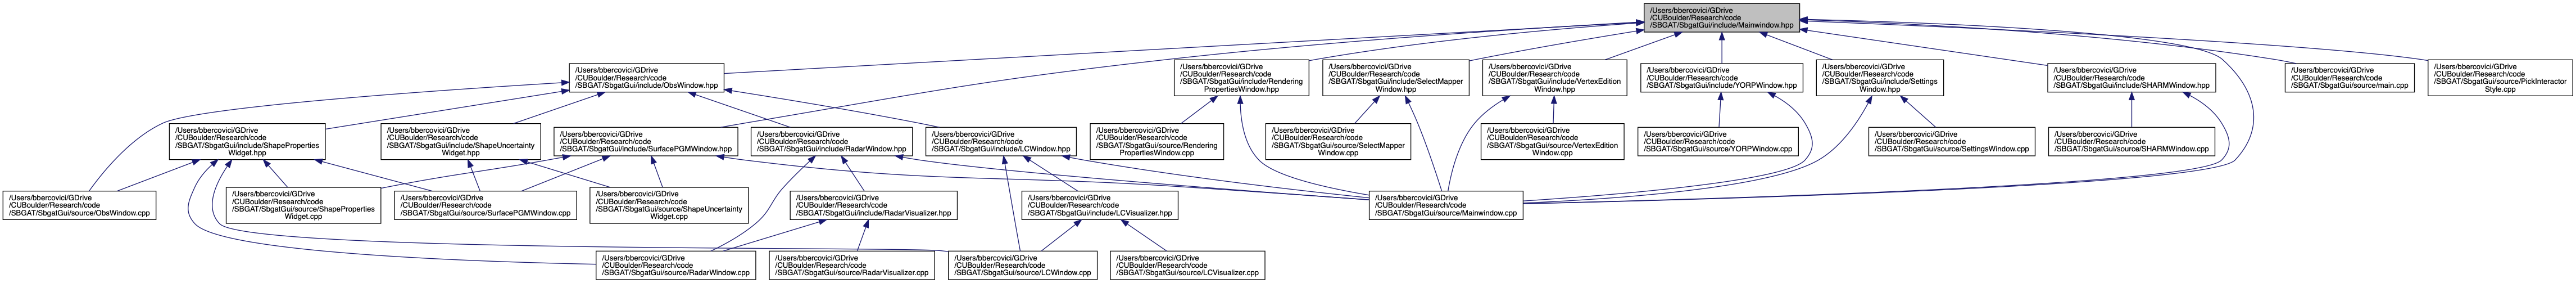 /Users/bbercovici/GDrive
/CUBoulder/Research/code
/SBGAT/SbgatGui/include/Mainwindow.hpp
/Users/bbercovici/GDrive
/CUBoulder/Research/code
/SBGAT/SbgatGui/include/ObsWindow.hpp
/Users/bbercovici/GDrive
/CUBoulder/Research/code
/SBGAT/SbgatGui/include/Rendering
PropertiesWindow.hpp
/Users/bbercovici/GDrive
/CUBoulder/Research/code
/SBGAT/SbgatGui/include/SelectMapper
Window.hpp
/Users/bbercovici/GDrive
/CUBoulder/Research/code
/SBGAT/SbgatGui/include/VertexEdition
Window.hpp
/Users/bbercovici/GDrive
/CUBoulder/Research/code
/SBGAT/SbgatGui/include/YORPWindow.hpp
/Users/bbercovici/GDrive
/CUBoulder/Research/code
/SBGAT/SbgatGui/include/Settings
Window.hpp
/Users/bbercovici/GDrive
/CUBoulder/Research/code
/SBGAT/SbgatGui/include/SHARMWindow.hpp
/Users/bbercovici/GDrive
/CUBoulder/Research/code
/SBGAT/SbgatGui/source/main.cpp
/Users/bbercovici/GDrive
/CUBoulder/Research/code
/SBGAT/SbgatGui/source/PickInteractor
Style.cpp
/Users/bbercovici/GDrive
/CUBoulder/Research/code
/SBGAT/SbgatGui/include/ShapeProperties
Widget.hpp
/Users/bbercovici/GDrive
/CUBoulder/Research/code
/SBGAT/SbgatGui/include/ShapeUncertainty
Widget.hpp
/Users/bbercovici/GDrive
/CUBoulder/Research/code
/SBGAT/SbgatGui/include/SurfacePGMWindow.hpp
/Users/bbercovici/GDrive
/CUBoulder/Research/code
/SBGAT/SbgatGui/include/RadarWindow.hpp
/Users/bbercovici/GDrive
/CUBoulder/Research/code
/SBGAT/SbgatGui/include/LCWindow.hpp
/Users/bbercovici/GDrive
/CUBoulder/Research/code
/SBGAT/SbgatGui/source/Rendering
PropertiesWindow.cpp
/Users/bbercovici/GDrive
/CUBoulder/Research/code
/SBGAT/SbgatGui/source/SelectMapper
Window.cpp
/Users/bbercovici/GDrive
/CUBoulder/Research/code
/SBGAT/SbgatGui/source/VertexEdition
Window.cpp
/Users/bbercovici/GDrive
/CUBoulder/Research/code
/SBGAT/SbgatGui/source/YORPWindow.cpp
/Users/bbercovici/GDrive
/CUBoulder/Research/code
/SBGAT/SbgatGui/source/SettingsWindow.cpp
/Users/bbercovici/GDrive
/CUBoulder/Research/code
/SBGAT/SbgatGui/source/SHARMWindow.cpp
/Users/bbercovici/GDrive
/CUBoulder/Research/code
/SBGAT/SbgatGui/source/ObsWindow.cpp
/Users/bbercovici/GDrive
/CUBoulder/Research/code
/SBGAT/SbgatGui/source/ShapeProperties
Widget.cpp
/Users/bbercovici/GDrive
/CUBoulder/Research/code
/SBGAT/SbgatGui/source/SurfacePGMWindow.cpp
/Users/bbercovici/GDrive
/CUBoulder/Research/code
/SBGAT/SbgatGui/source/ShapeUncertainty
Widget.cpp
/Users/bbercovici/GDrive
/CUBoulder/Research/code
/SBGAT/SbgatGui/include/RadarVisualizer.hpp
/Users/bbercovici/GDrive
/CUBoulder/Research/code
/SBGAT/SbgatGui/include/LCVisualizer.hpp
/Users/bbercovici/GDrive
/CUBoulder/Research/code
/SBGAT/SbgatGui/source/Mainwindow.cpp
/Users/bbercovici/GDrive
/CUBoulder/Research/code
/SBGAT/SbgatGui/source/RadarWindow.cpp
/Users/bbercovici/GDrive
/CUBoulder/Research/code
/SBGAT/SbgatGui/source/RadarVisualizer.cpp
/Users/bbercovici/GDrive
/CUBoulder/Research/code
/SBGAT/SbgatGui/source/LCWindow.cpp
/Users/bbercovici/GDrive
/CUBoulder/Research/code
/SBGAT/SbgatGui/source/LCVisualizer.cpp